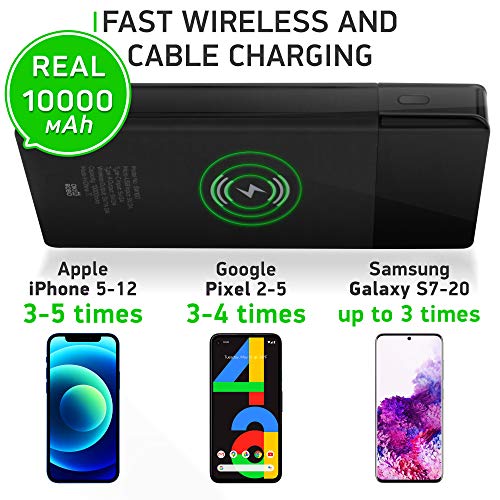 FAST WIRELESS AND
CABLE CHARGING
REAL
10000
mAh
Apple
iPhone 5-12
3-5 times
Google
Pixel 2-5
3-4 times
Samsung
Galaxy S7-20
up to 3 times